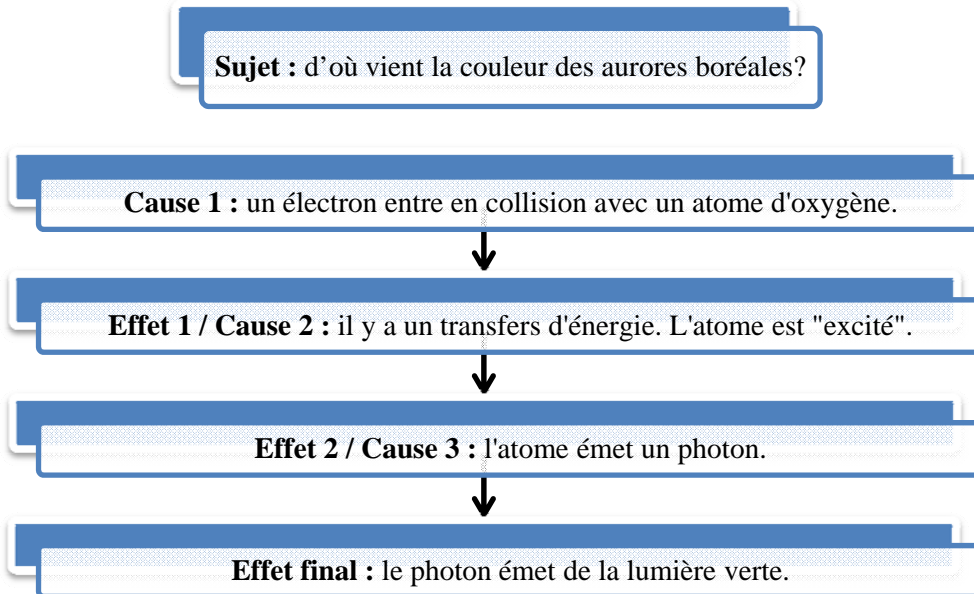 Sujet : d’où vient la couleur des aurores boréales?
Cause 1 : un électron entre en collision avec un atome d'oxygène.
Effet 1 / Cause 2 : il y a un transfers d'énergie. L'atome est "excité".
Effet 2 / Cause 3 : l'atome émet un photon.
Effet final : le photon émet de la lumière verte.